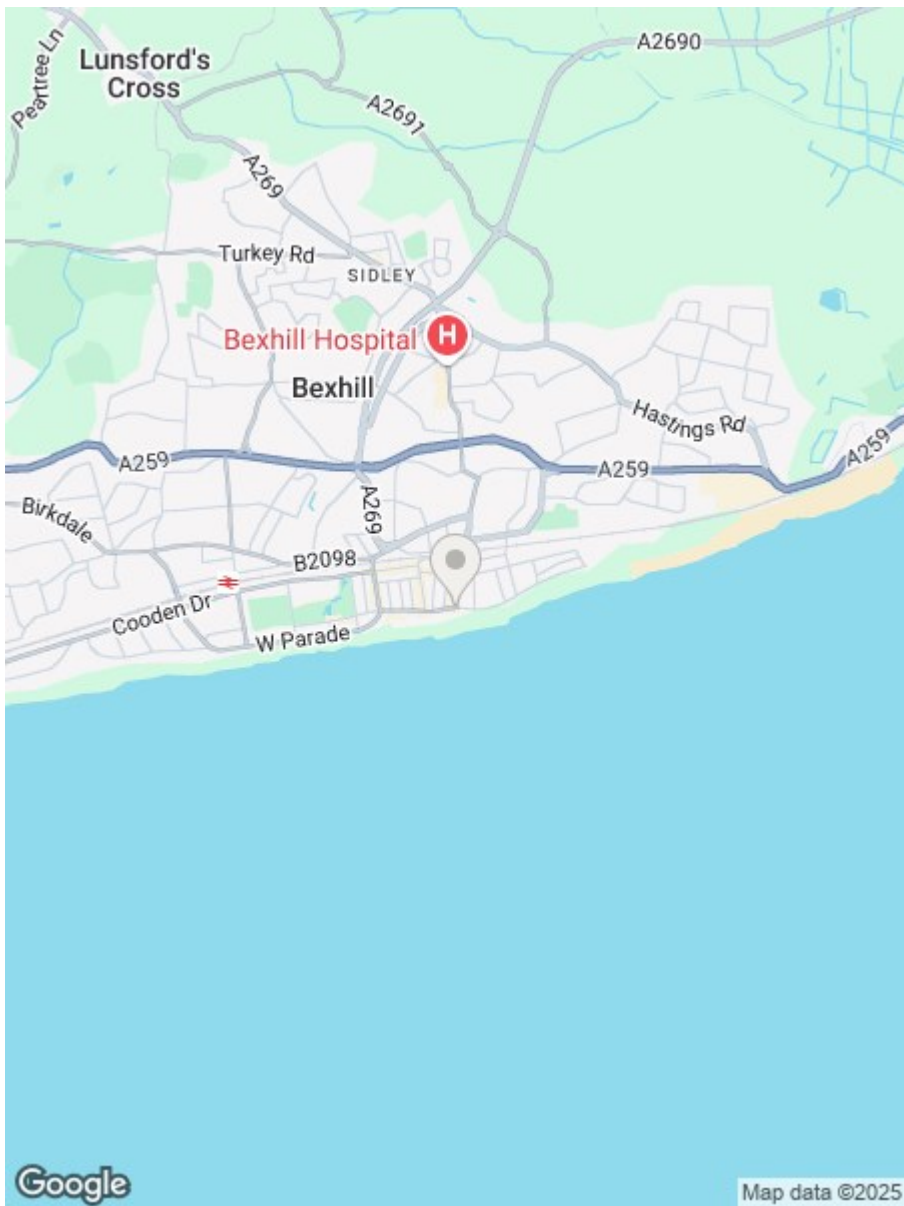 Peartree Ln
Lunsford's
Cross
A2690
A2691
A269
Turkey Rd
SIDLEY
Bexhill Hospital
H
Bexhill
Hastings Rd
A259
A259
A259
Birkdale
A269
B2098
Cooden Dr
W Parade
Google
Map data ©2025